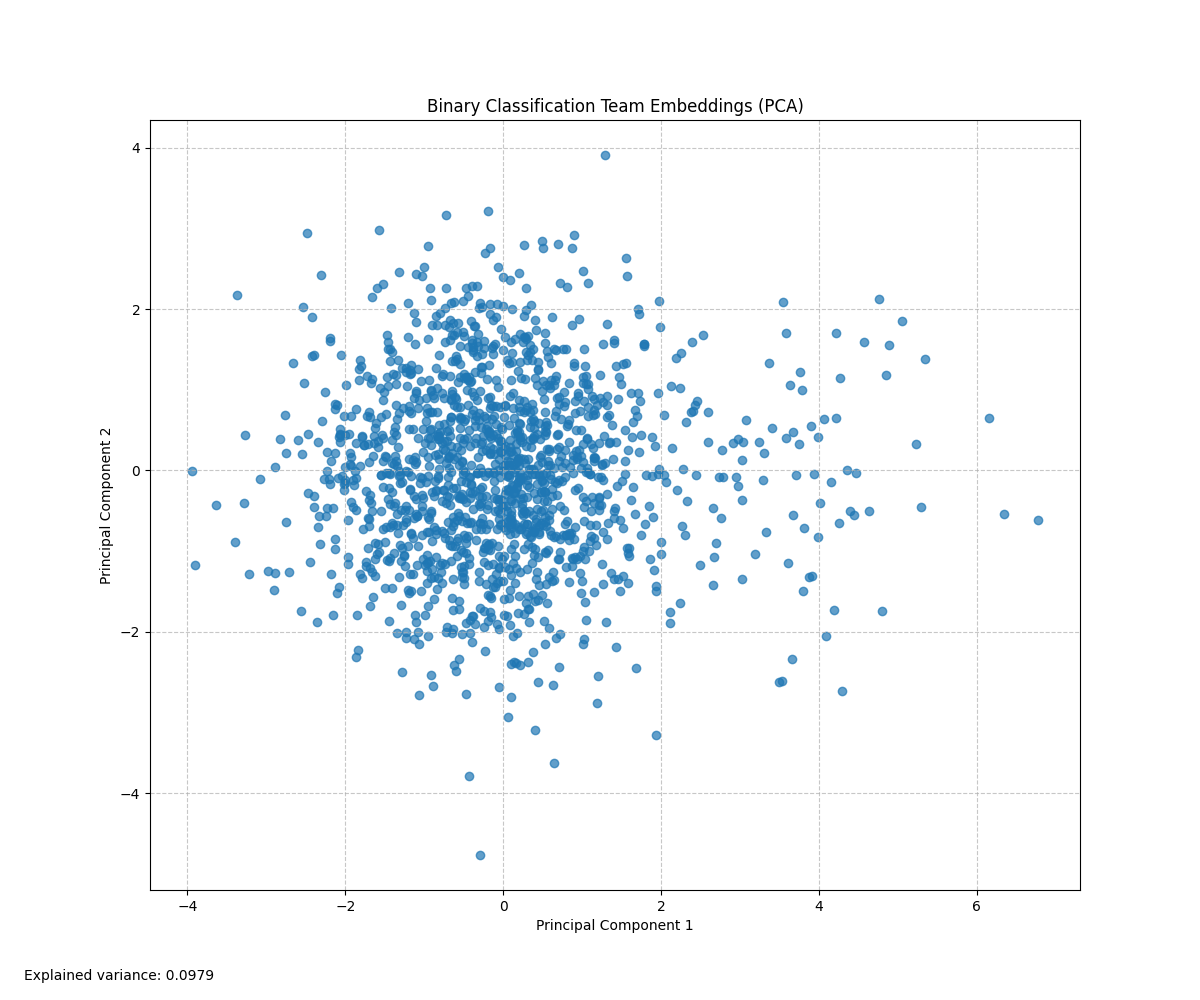 Binary Classification Team Embeddings (PCA)
4
2
0
−2
−4
Principal Component 2
−4 −2 0 2 4 6
Principal Component 1
Explained variance: 0.0979